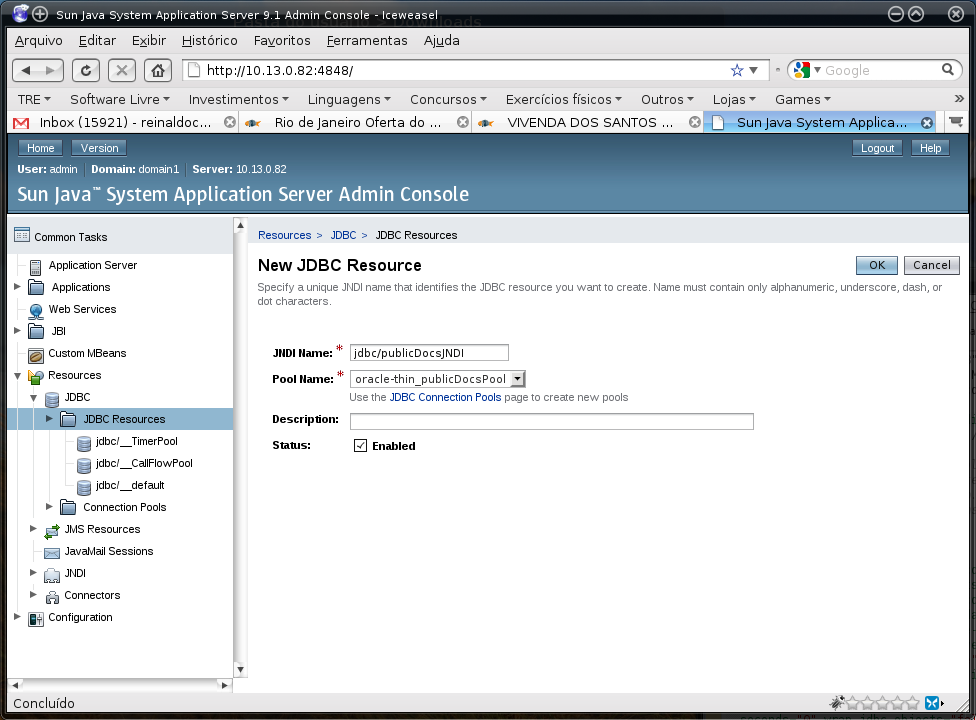 Sun Java System Application Server 9.1 Admin Console - Iceweasel
Arquivo Editar Exibir Histórico Favoritos Ferramentas Ajuda
http://10.13.0.82:4848/ Google
TRE Software Livre Investimentos Linguagens Concursos Exercícios físicos Outros Lojas Games »
Inbox (15921) - reinaldoc... Rio de Janeiro Oferta do ... VIVENDA DOS SANTOS ... Sun Java System Applica...
Home Version Logout Help
User: admin Domain: domain1 Server: 10.13.0.82
Sun Java™ System Application Server Admin Console
Common Tasks
Application Server
Applications
Web Services
JBI
Custom MBeans
Resources
JDBC
JDBC Resources
jdbc/__TimerPool
jdbc/__CallFlowPool
jdbc/__default
Connection Pools
JMS Resources
JavaMail Sessions
JNDI
Connectors
Configuration
Resources > JDBC > JDBC Resources
New JDBC Resource
OK Cancel
Specify a unique JNDI name that identifies the JDBC resource you want to create. Name must contain only alphanumeric, underscore, dash, or
dot characters.
JNDI Name: * jdbc/publicDocsJNDI
Pool Name: * oracle-thin_publicDocsPool
Use the JDBC Connection Pools page to create new pools
Description:
Status: Enabled
Concluído